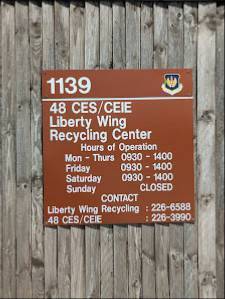 1139
48 CES/CEIE
Liberty Wing
Recycling Center
Hours of Operation
Mon - Thurs 0930 - 1400
Friday 0930 - 1400
Saturday 0930 - 1400
Sunday CLOSED
CONTACT
Liberty Wing Recycling : 226-6588
48 CES/CEIE : 226-3990